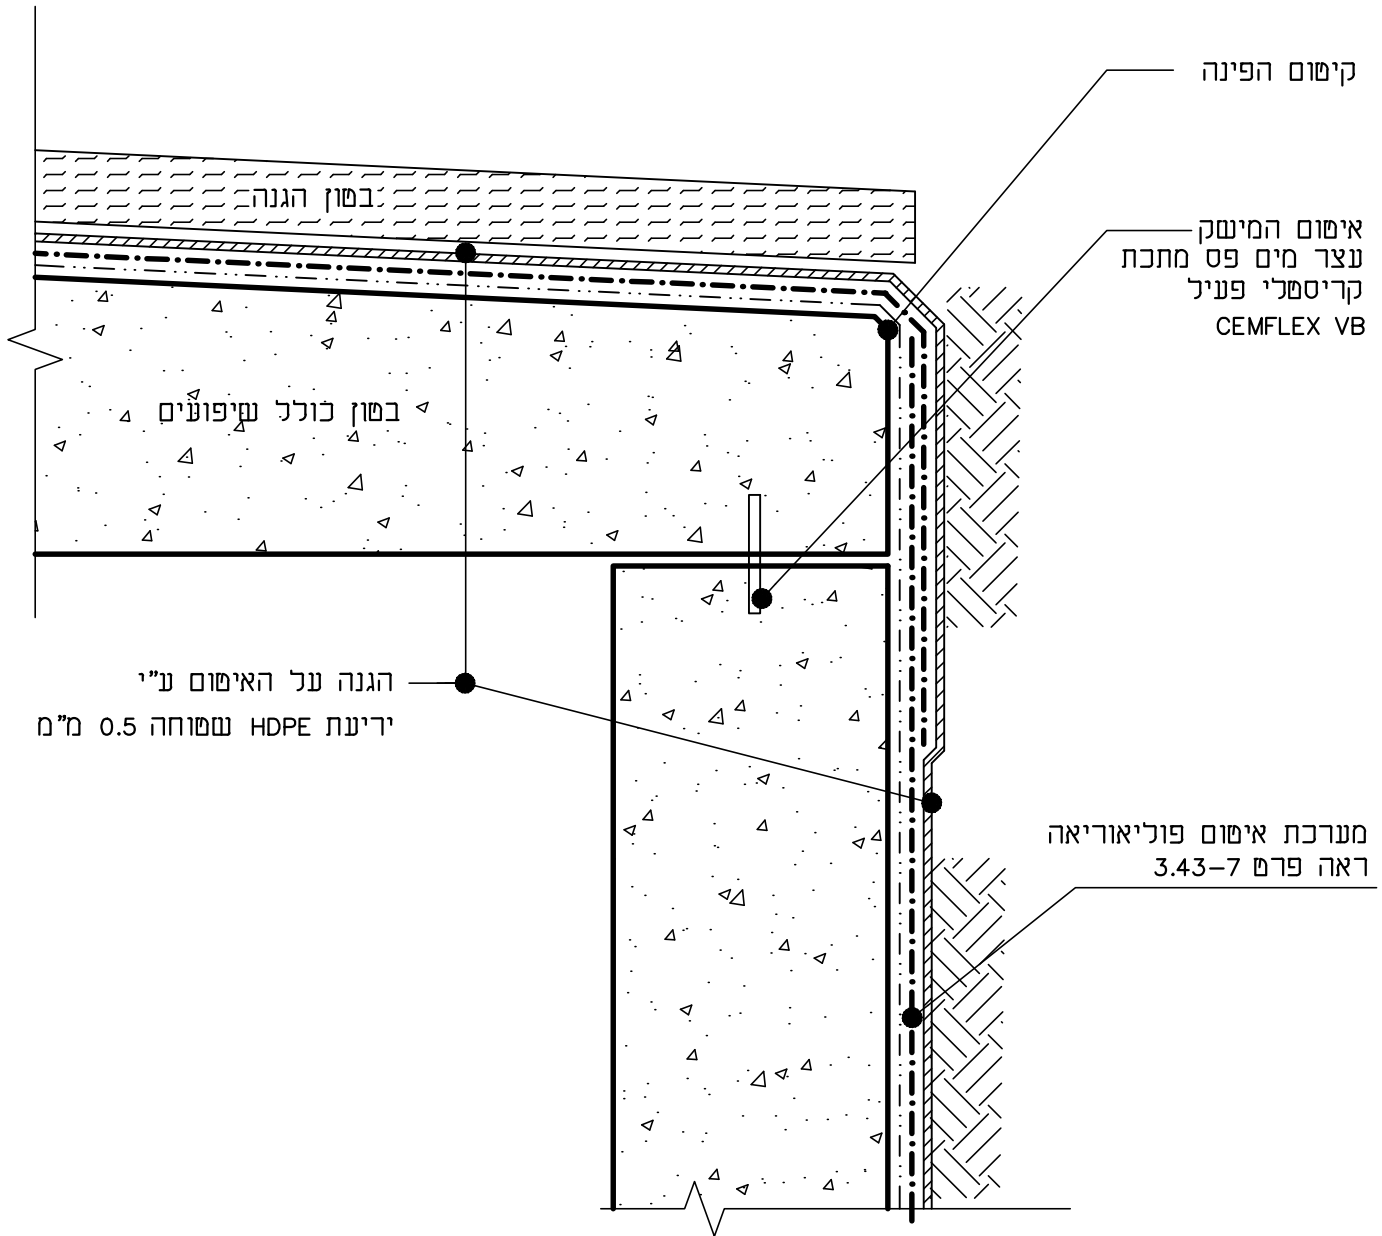 קיטום הפינה
בטון הגנה
איטום המישק
עצר מים פס מתכת
קריסטלי פעיל
CEMFLEX VB
בטון כולל שיפועים
הגנה על האיטום ע"י
יריעת HDPE שטוחה 0.5 מ"מ
מערכת איטום פוליאוריאה
ראה פרט 3.43-7